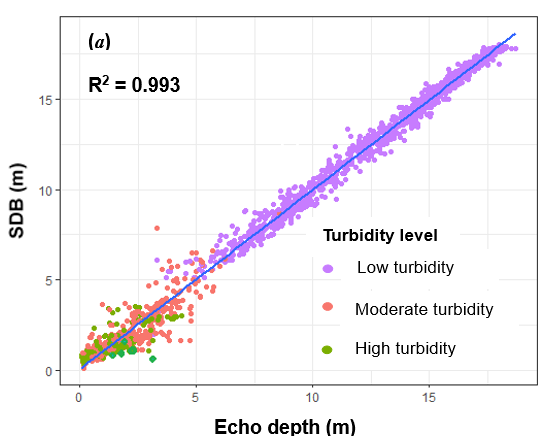 (a)
R² = 0.993
15
10
5
0
SDB (m)
Turbidity level
Low turbidity
Moderate turbidity
High turbidity
0 5 10 15
Echo depth (m)